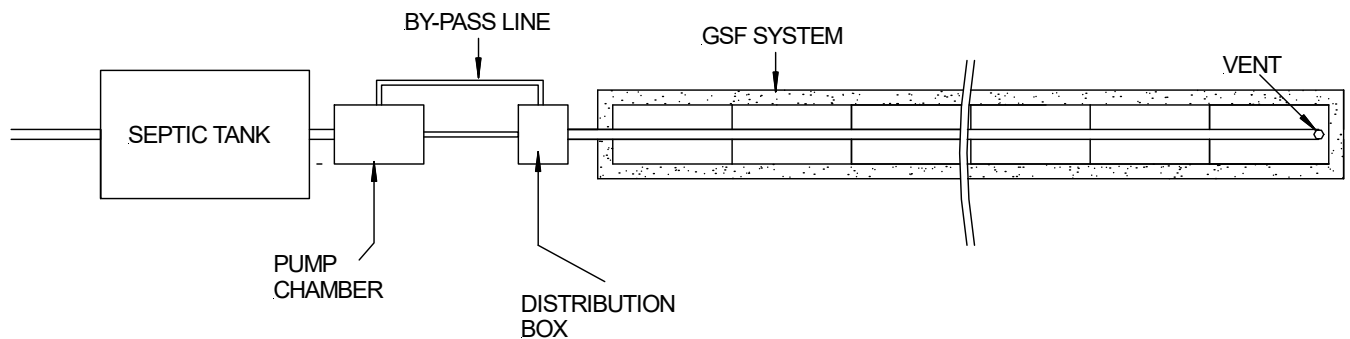 BY-PASS LINE
GSF SYSTEM
VENT
SEPTIC TANK
PUMP
CHAMBER
DISTRIBUTION
BOX